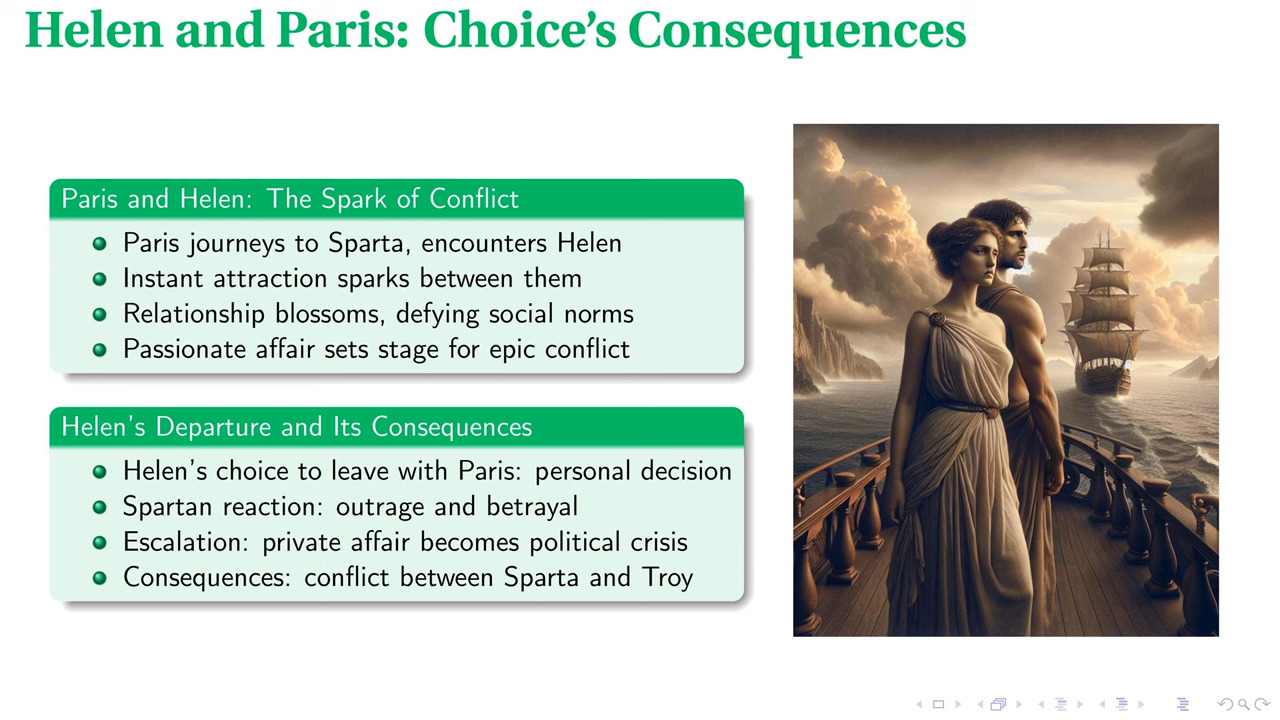 Helen and Paris: Choice's Consequences
Paris and Helen: The Spark of Conflict
Paris journeys to Sparta, encounters Helen
Instant attraction sparks between them
Relationship blossoms, defying social norms
Passionate affair sets stage for epic conflict
Helen's Departure and Its Consequences
Helen's choice to leave with Paris: personal decision
Spartan reaction: outrage and betrayal
Escalation: private affair becomes political crisis
Consequences: conflict between Sparta and Troy